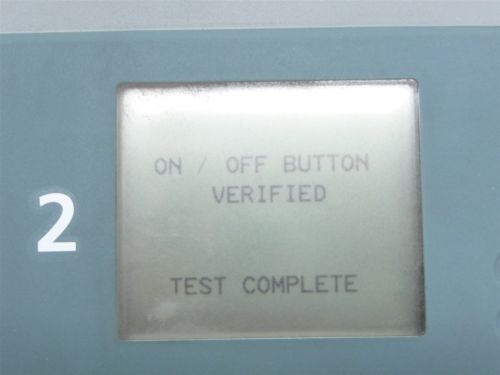 2
ON / OFF BUTTON
VERIFIED
TEST COMPLETE